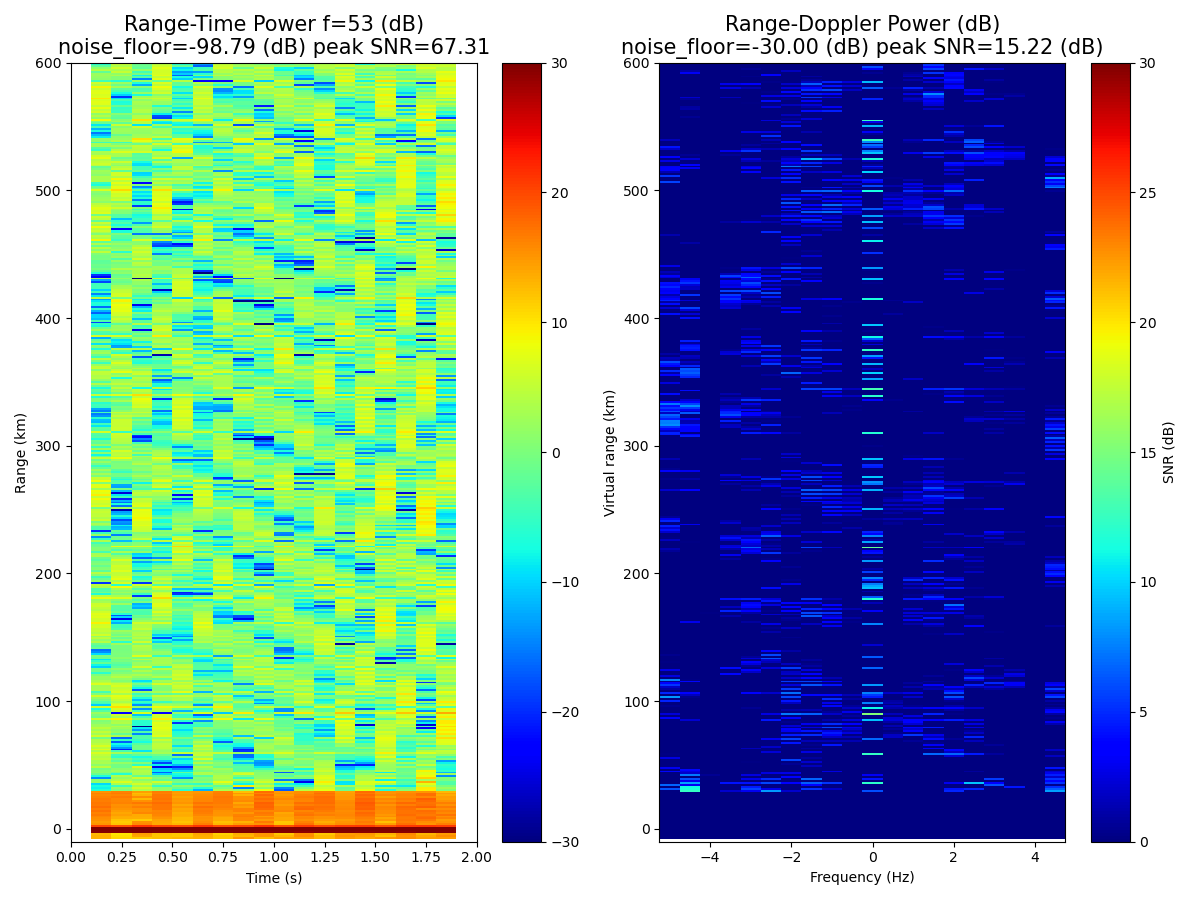 Range-Time Power f=53 (dB)
noise_floor=-98.79 (dB) peak SNR=67.31
600
500
400
300
200
100
0
Range (km)
0.00 0.25 0.50 0.75 1.00 1.25 1.50 1.75 2.00
Time (s)
30
20
10
0
−10
−20
−30
Range-Doppler Power (dB)
noise_floor=-30.00 (dB) peak SNR=15.22 (dB)
600
500
400
300
200
100
0
Virtual range (km)
−4 −2 0 2 4
Frequency (Hz)
30
25
20
15
10
5
0
SNR (dB)